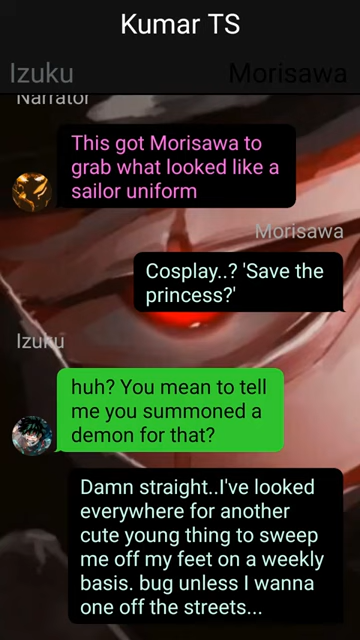 Kumar TS
Izuku
Morisawa
Narrator
This got Morisawa to
grab what looked like a
sailor uniform
Morisawa
Cosplay..? 'Save the
princess?'
Izuku
huh? You mean to tell
me you summoned a
demon for that?
Damn straight..I've looked
everywhere for another
cute young thing to sweep
me off my feet on a weekly
basis. bug unless I wanna
one off the streets...